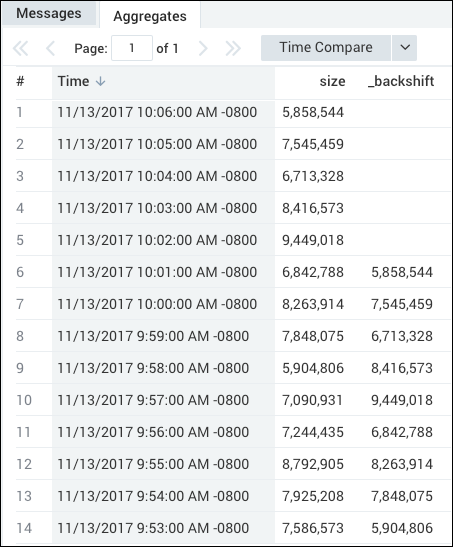 Messages Aggregates
Page: 1 of 1 Time Compare
# Time size _backshift
1 11/13/2017 10:06:00 AM -0800 5,858,544
2 11/13/2017 10:05:00 AM -0800 7,545,459
3 11/13/2017 10:04:00 AM -0800 6,713,328
4 11/13/2017 10:03:00 AM -0800 8,416,573
5 11/13/2017 10:02:00 AM -0800 9,449,018
6 11/13/2017 10:01:00 AM -0800 6,842,788 5,858,544
7 11/13/2017 10:00:00 AM -0800 8,263,914 7,545,459
8 11/13/2017 9:59:00 AM -0800 7,848,075 6,713,328
9 11/13/2017 9:58:00 AM -0800 5,904,806 8,416,573
10 11/13/2017 9:57:00 AM -0800 7,090,931 9,449,018
11 11/13/2017 9:56:00 AM -0800 7,244,435 6,842,788
12 11/13/2017 9:55:00 AM -0800 8,792,905 8,263,914
13 11/13/2017 9:54:00 AM -0800 7,925,208 7,848,075
14 11/13/2017 9:53:00 AM -0800 7,586,573 5,904,806